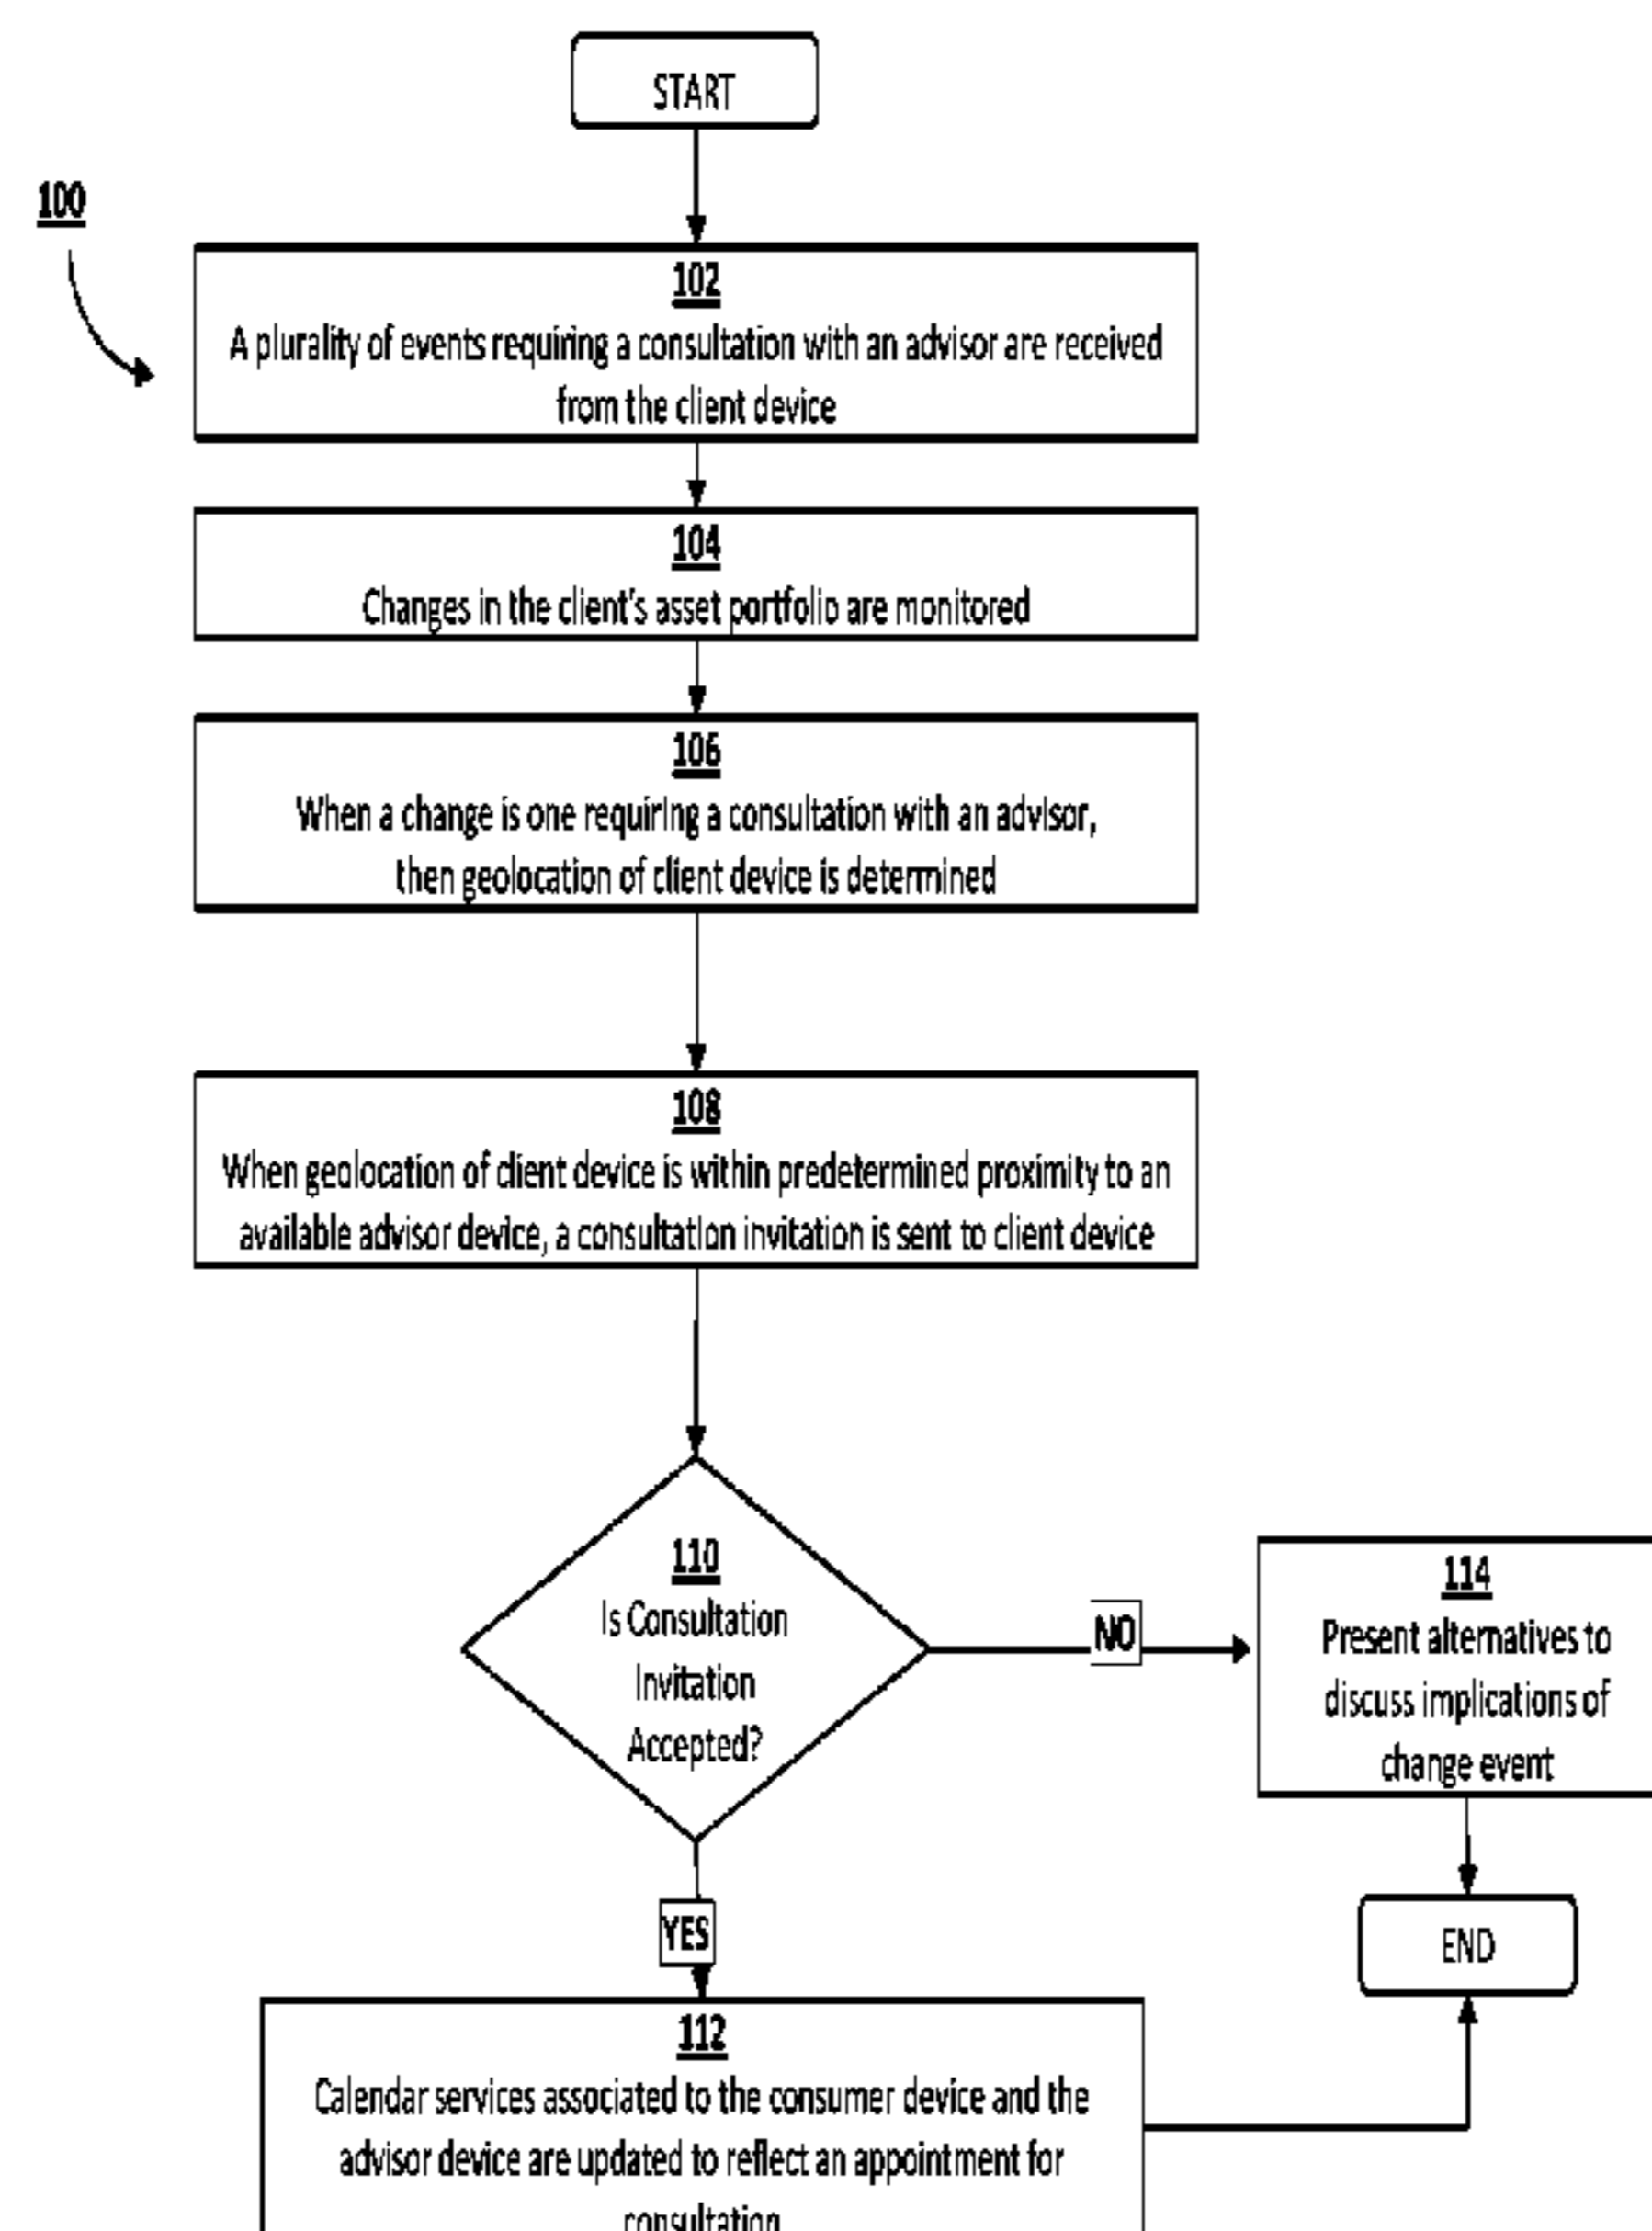 START
100
102
A plurality of events requiring a consultation with an advisor are received
from the client device
104
Changes in the client's asset portfolio are monitored
106
When a change is one requiring a consultation with an advisor,
then geolocation of client device is determined
108
When geolocation of client device is within predetermined proximity to an
available advisor device, a consultation invitation is sent to client device
110
Is Consultation
Invitation
Accepted?
NO
114
Present alternatives to
discuss implications of
change event
YES
END
112
Calendar services associated to the consumer device and the
advisor device are updated to reflect an appointment for
consultation